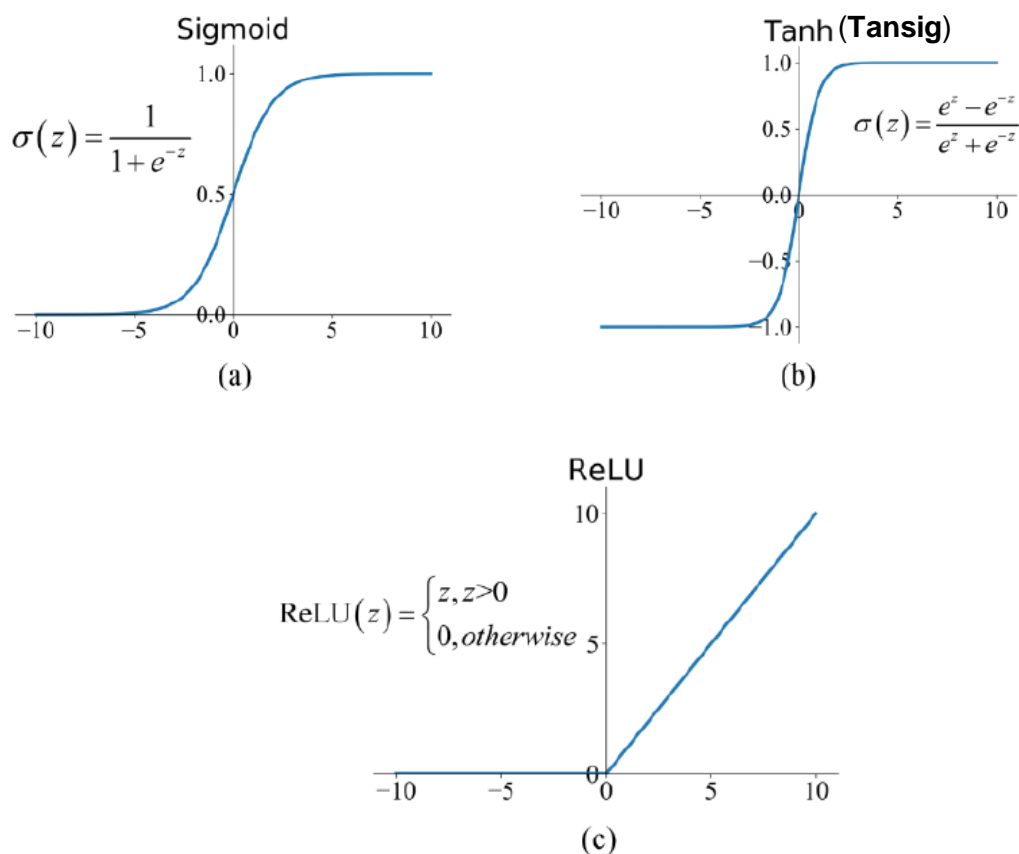 Sigmoid
1.0
σ(z) = 1 / (1 + e^{-z})
0.5
0.0
−10 −5 0 5 10
(a)
Tanh (Tansig)
1.0
σ(z) = (e^z − e^{-z}) / (e^z + e^{-z})
0.5
0.0
−10 −5 0 5 10
−0.5
−1.0
(b)
ReLU
10
ReLU(z) = { z, z>0
0, otherwise
5
0
−10 −5 0 5 10
(c)